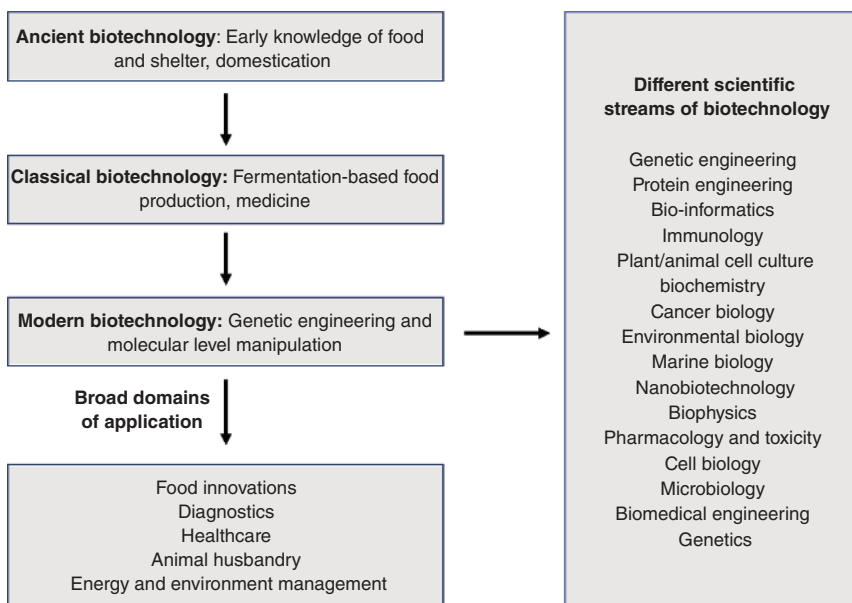 Ancient biotechnology: Early knowledge of food
and shelter, domestication
Classical biotechnology: Fermentation-based food
production, medicine
Modern biotechnology: Genetic engineering and
molecular level manipulation
Broad domains
of application
Food innovations
Diagnostics
Healthcare
Animal husbandry
Energy and environment management
Different scientific
streams of biotechnology
Genetic engineering
Protein engineering
Bio-informatics
Immunology
Plant/animal cell culture
biochemistry
Cancer biology
Environmental biology
Marine biology
Nanobiotechnology
Biophysics
Pharmacology and toxicity
Cell biology
Microbiology
Biomedical engineering
Genetics